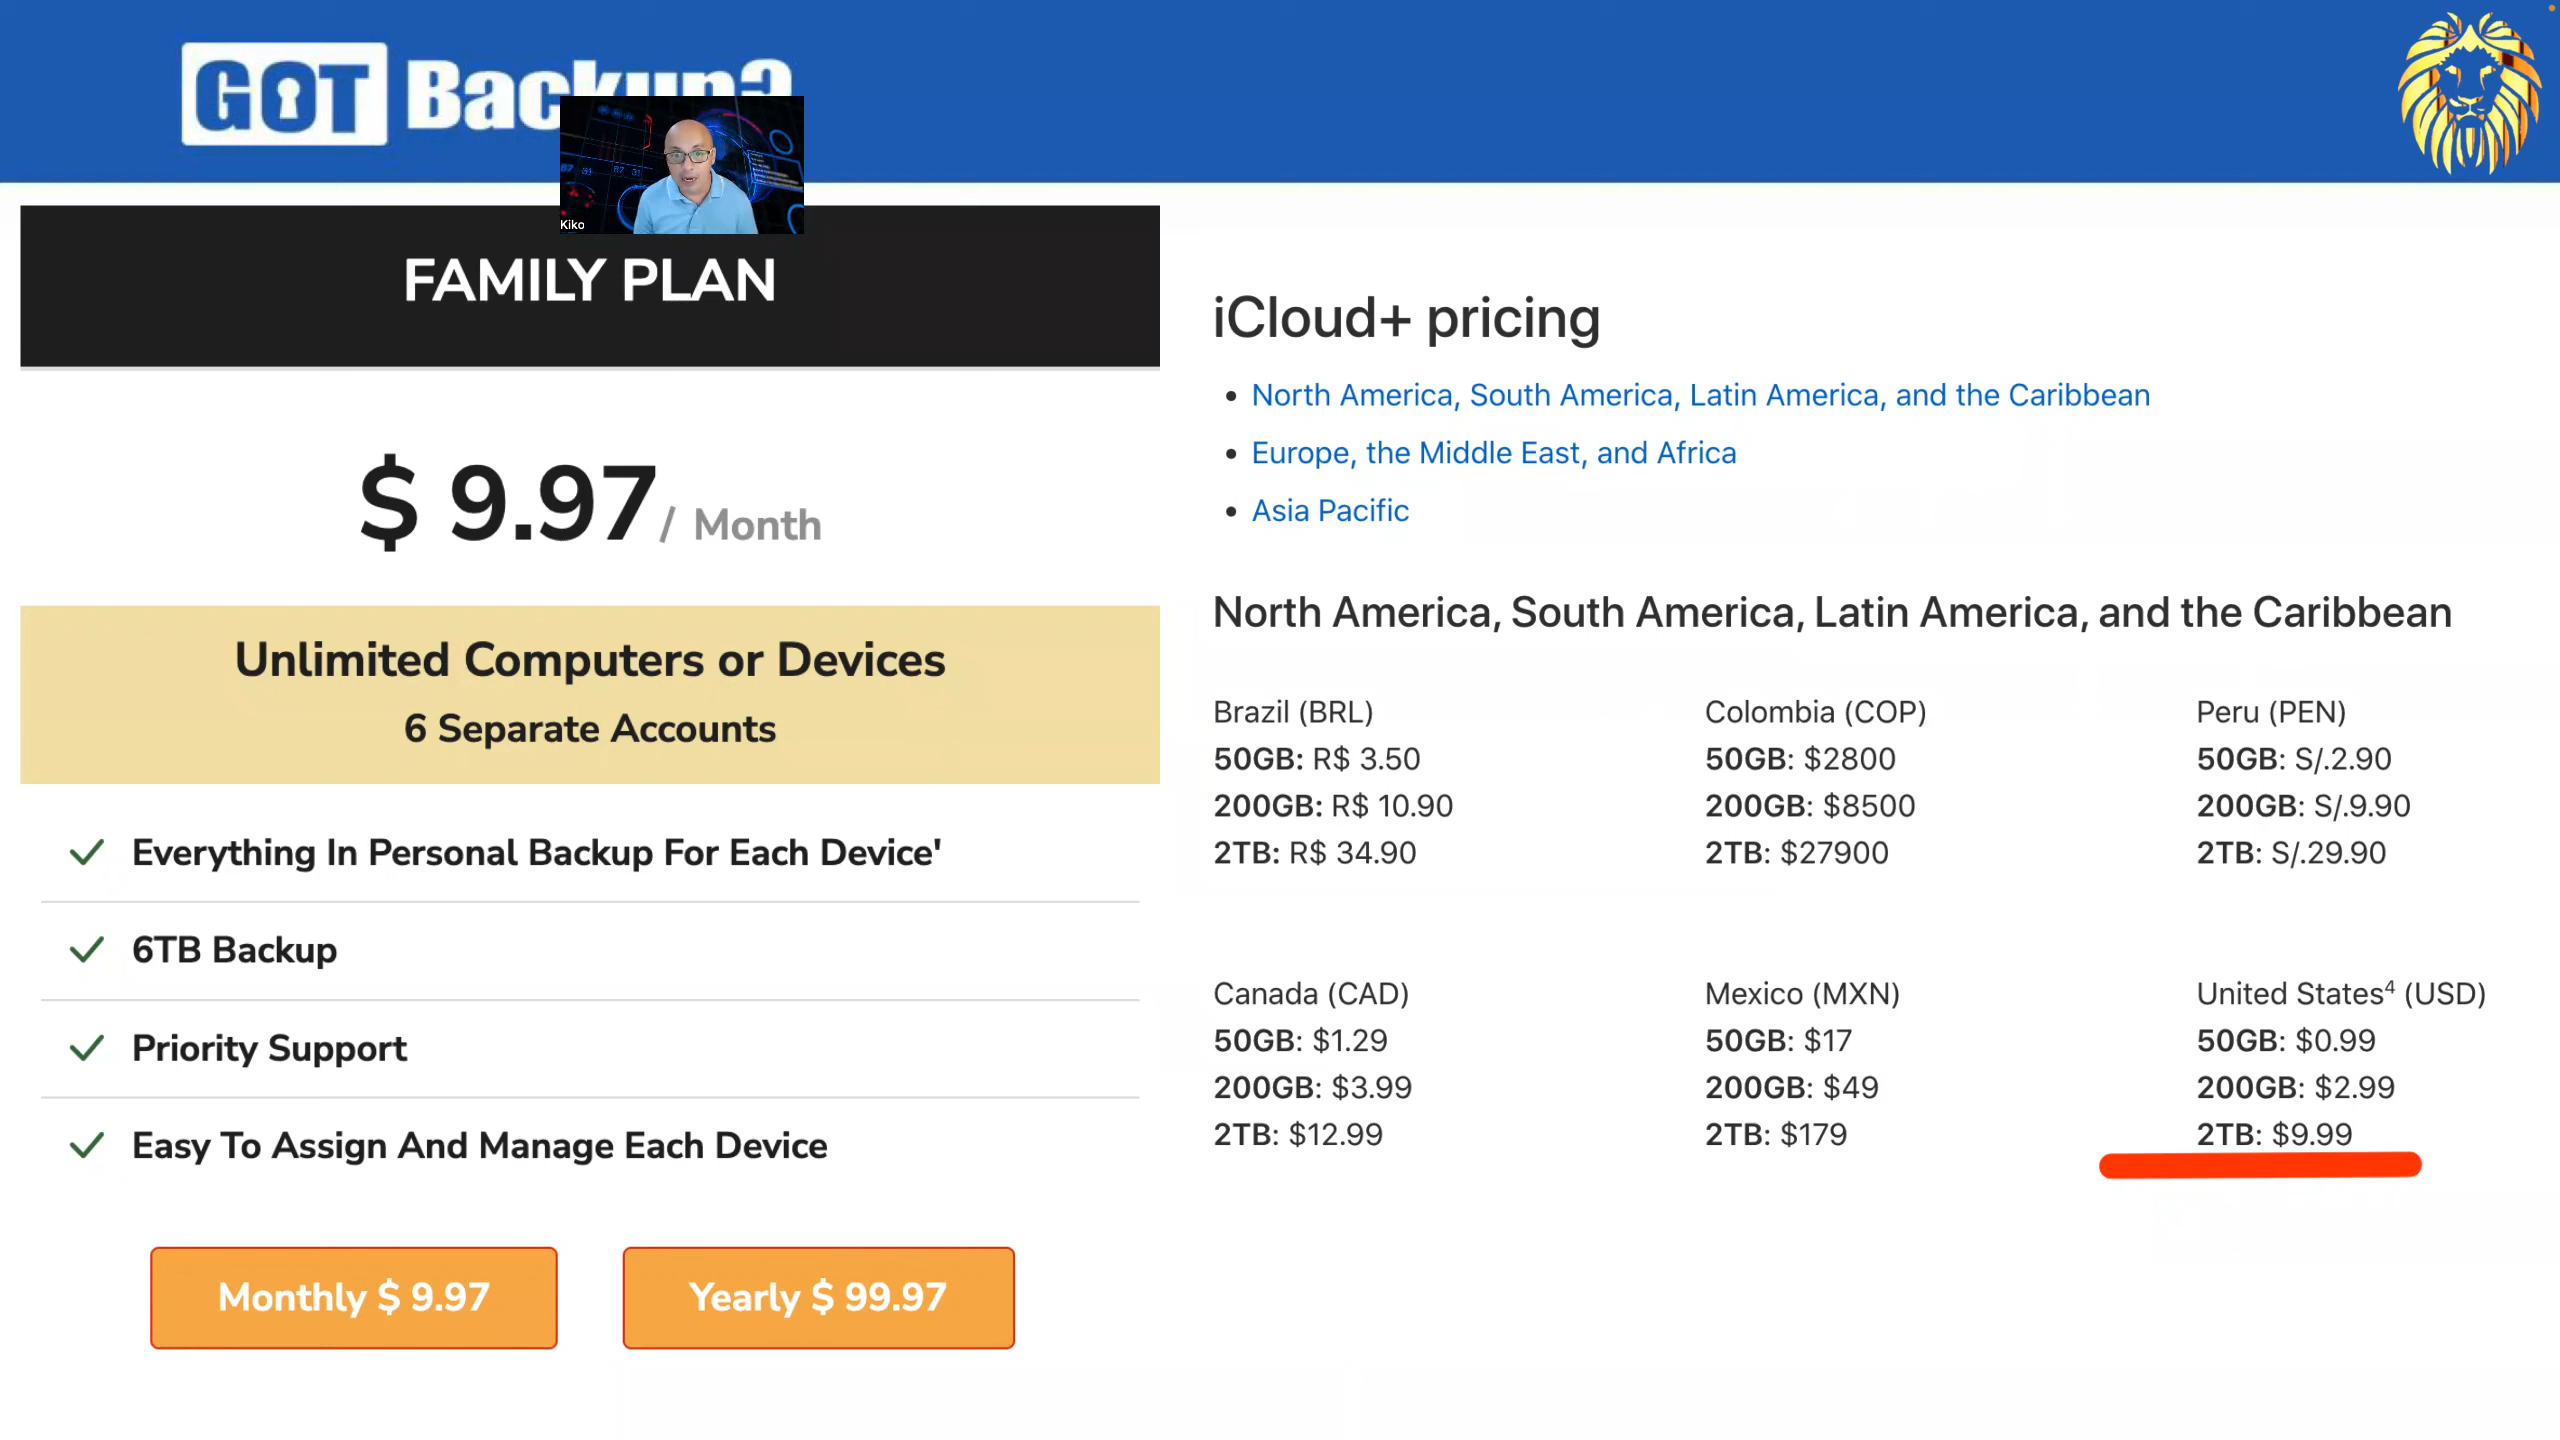 GOT Backup?
Kiko
FAMILY PLAN
$ 9.97 / Month
Unlimited Computers or Devices
6 Separate Accounts
Everything In Personal Backup For Each Device'
6TB Backup
Priority Support
Easy To Assign And Manage Each Device
Monthly $ 9.97
Yearly $ 99.97
iCloud+ pricing
• North America, South America, Latin America, and the Caribbean
• Europe, the Middle East, and Africa
• Asia Pacific
North America, South America, Latin America, and the Caribbean
Brazil (BRL)
50GB: R$ 3.50
200GB: R$ 10.90
2TB: R$ 34.90
Colombia (COP)
50GB: $2800
200GB: $8500
2TB: $27900
Peru (PEN)
50GB: S/.2.90
200GB: S/.9.90
2TB: S/.29.90
Canada (CAD)
50GB: $1.29
200GB: $3.99
2TB: $12.99
Mexico (MXN)
50GB: $17
200GB: $49
2TB: $179
United States⁴ (USD)
50GB: $0.99
200GB: $2.99
2TB: $9.99